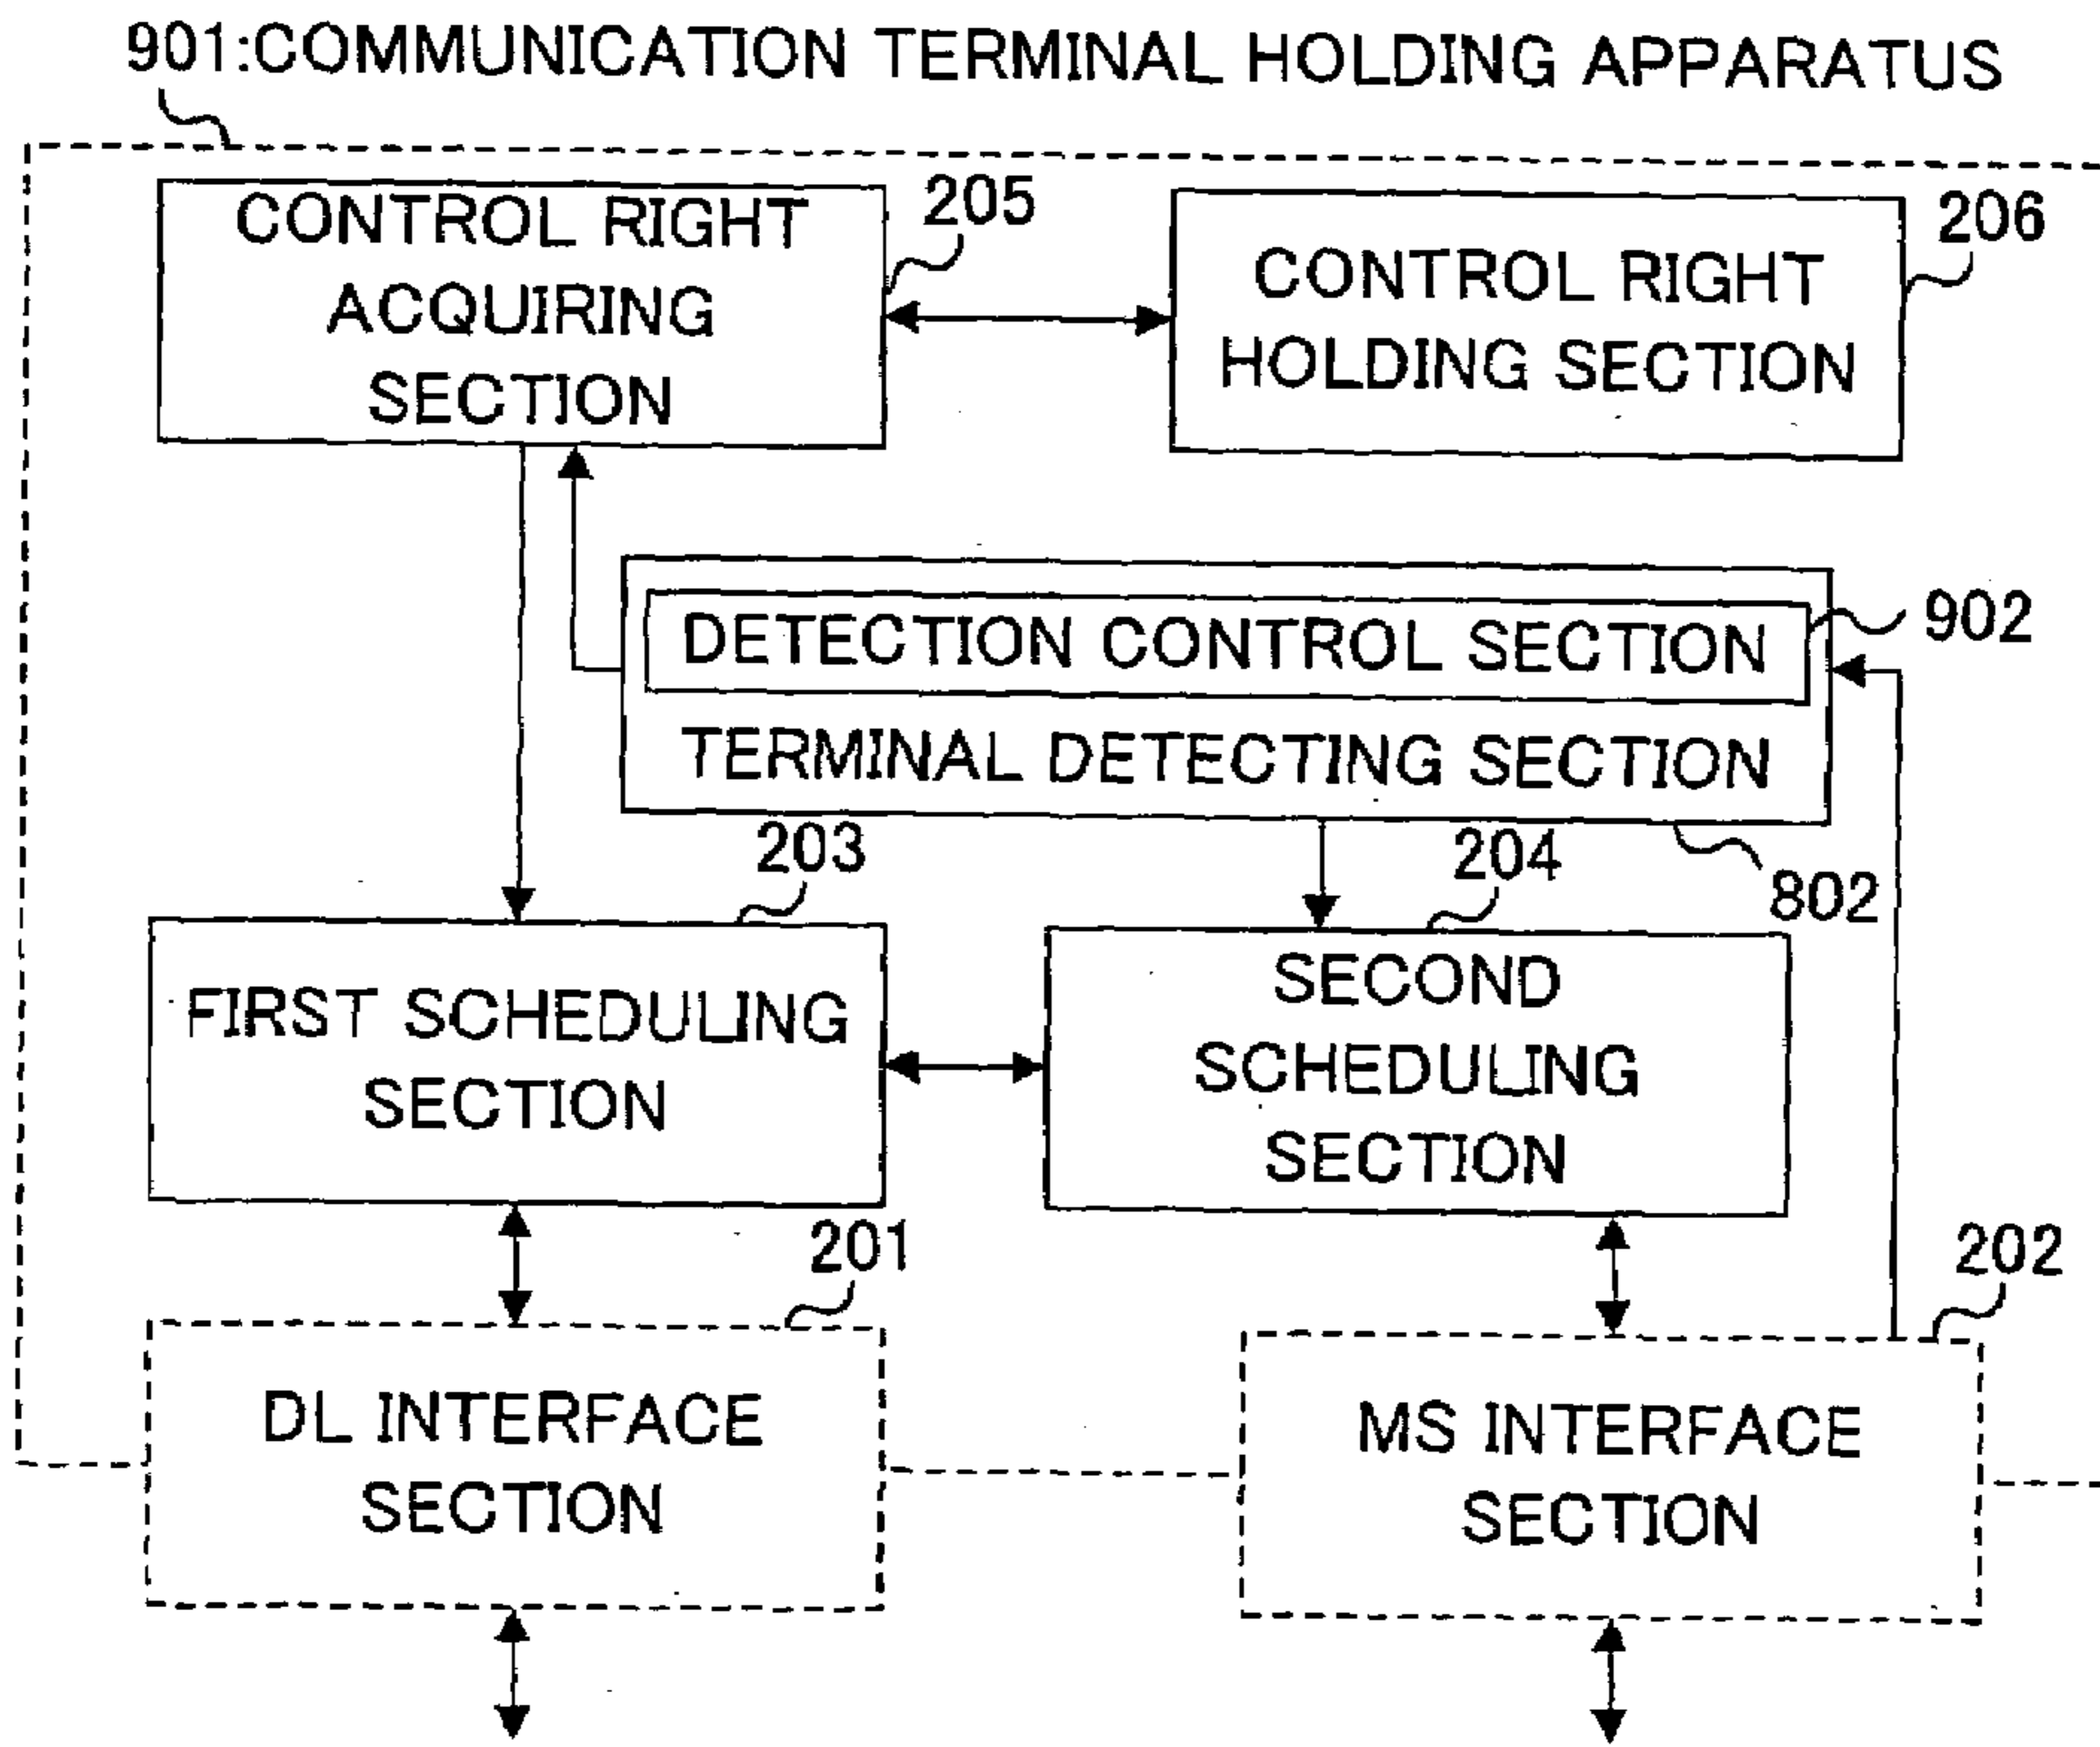 901:COMMUNICATION TERMINAL HOLDING APPARATUS
CONTROL RIGHT
ACQUIRING
SECTION
205
CONTROL RIGHT
HOLDING SECTION
206
DETECTION CONTROL SECTION
902
TERMINAL DETECTING SECTION
802
203
FIRST SCHEDULING
SECTION
204
SECOND
SCHEDULING
SECTION
201
DL INTERFACE
SECTION
202
MS INTERFACE
SECTION